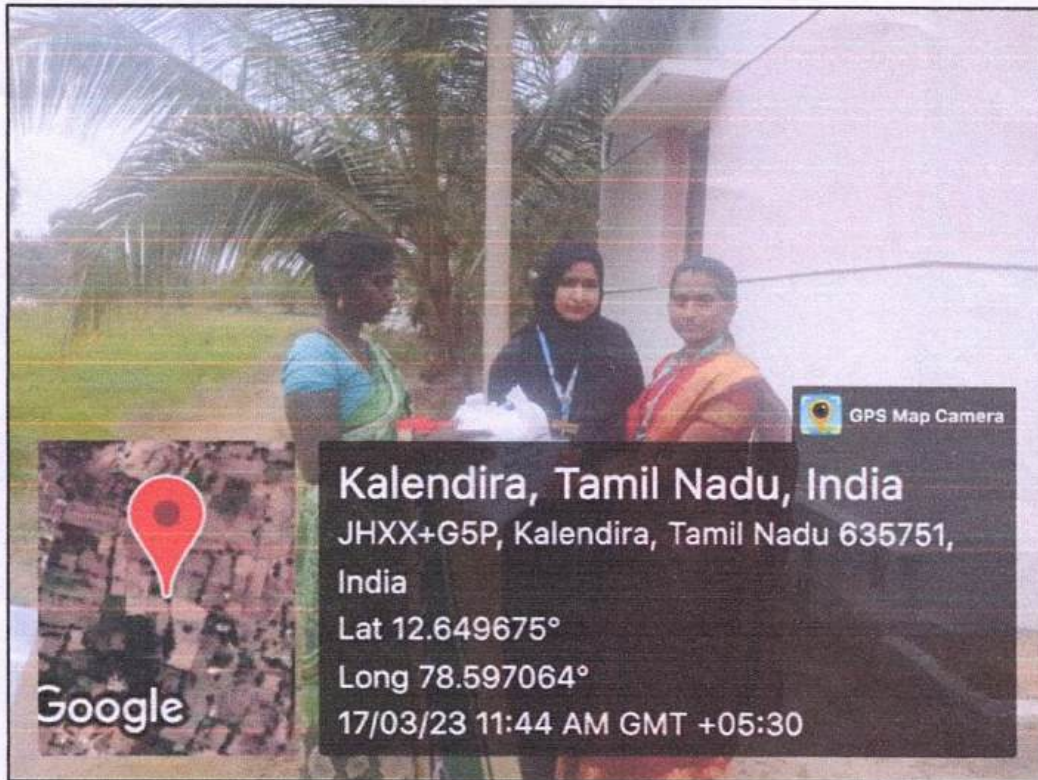 GPS Map Camera
Kalendira, Tamil Nadu, India
JHXX+G5P, Kalendira, Tamil Nadu 635751,
India
Lat 12.649675°
Long 78.597064°
17/03/23 11:44 AM GMT +05:30
Google